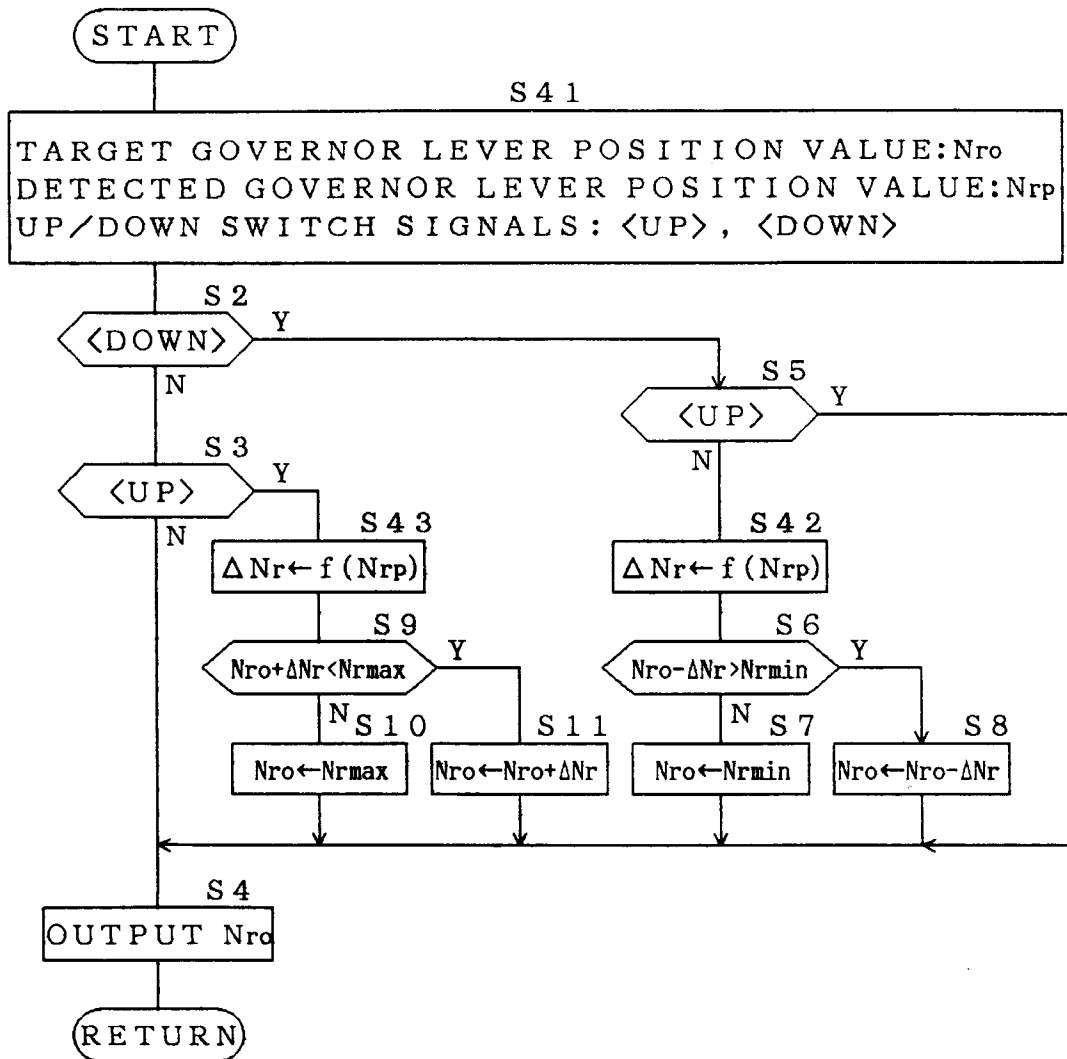 START
S41
TARGET GOVERNOR LEVER POSITION VALUE:Nro
DETECTED GOVERNOR LEVER POSITION VALUE:Nrp
UP/DOWN SWITCH SIGNALS: <UP>, <DOWN>
S2
<DOWN>
Y
N
S5
<UP>
Y
N
S3
<UP>
Y
N
S43
ΔNr←f(Nrp)
S42
ΔNr←f(Nrp)
S9
Nro+ΔNr<Nrmax
Y
N
S6
Nro-ΔNr>Nrmin
Y
N
S10
Nro←Nrmax
S11
Nro←Nro+ΔNr
S7
Nro←Nrmin
S8
Nro←Nro-ΔNr
S4
OUTPUT Nro
RETURN